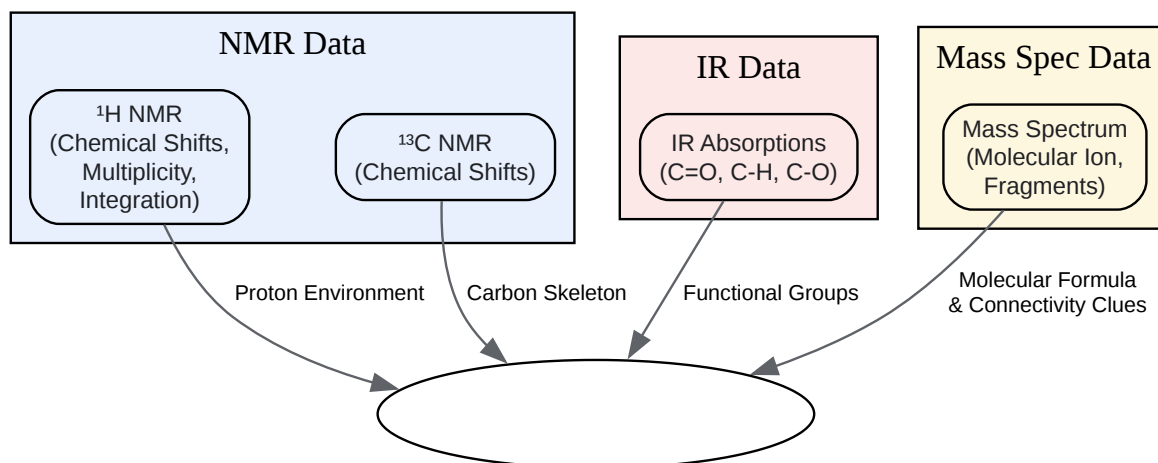 NMR Data
¹H NMR
(Chemical Shifts,
Multiplicity,
Integration)
¹³C NMR
(Chemical Shifts)
IR Data
IR Absorptions
(C=O, C-H, C-O)
Mass Spec Data
Mass Spectrum
(Molecular Ion,
Fragments)
Proton Environment
Carbon Skeleton
Functional Groups
Molecular Formula
& Connectivity Clues